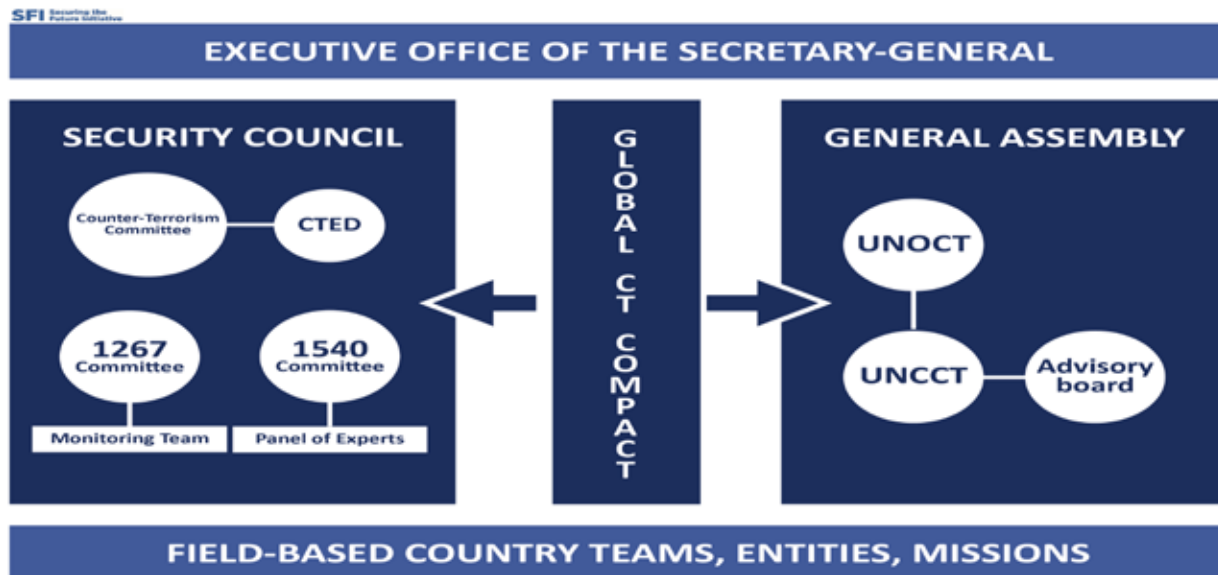 SFI Securing the
Future Initiative
EXECUTIVE OFFICE OF THE SECRETARY-GENERAL
SECURITY COUNCIL
Counter-Terrorism
Committee
CTED
1267
Committee
1540
Committee
Monitoring Team
Panel of Experts
GLOBAL CT COMPACT
GENERAL ASSEMBLY
UNOCT
UNCCT
Advisory
board
FIELD-BASED COUNTRY TEAMS, ENTITIES, MISSIONS